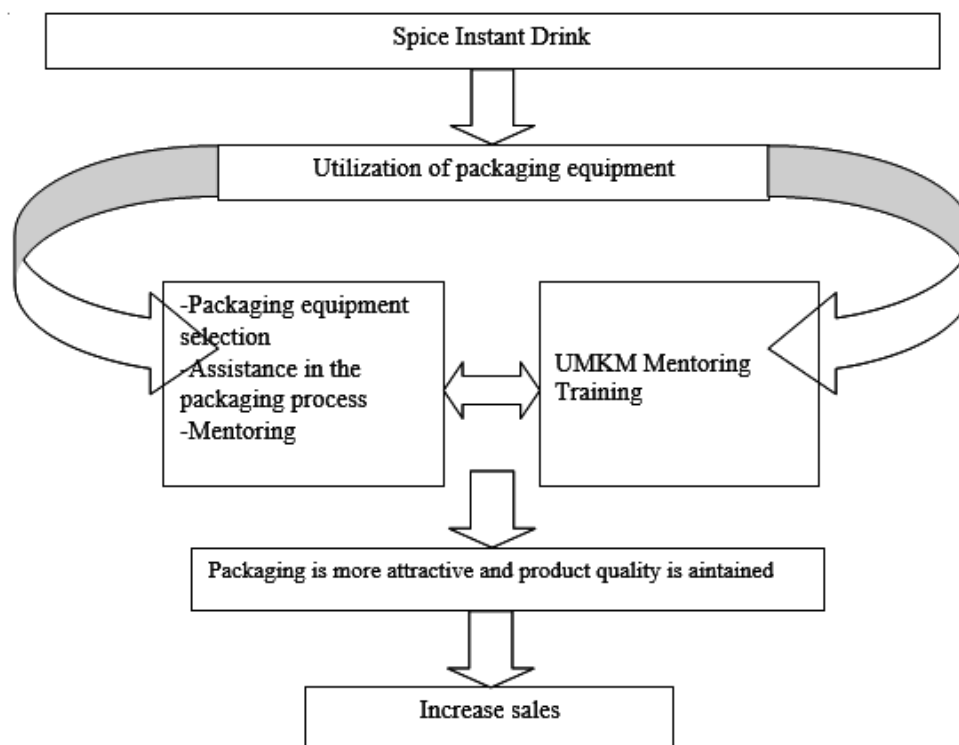 Spice Instant Drink
Utilization of packaging equipment
-Packaging equipment
selection
-Assistance in the
packaging process
-Mentoring
UMKM Mentoring
Training
Packaging is more attractive and product quality is aintained
Increase sales